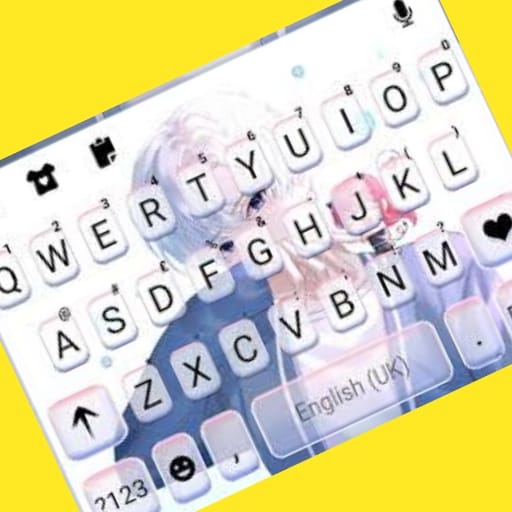 1 2 3 4 5 6 7 8 9 0
Q W E R T Y U I O P
@ # £ % & )
A S D F G H J K L
Z X C V B N M
?123 , English (UK) .